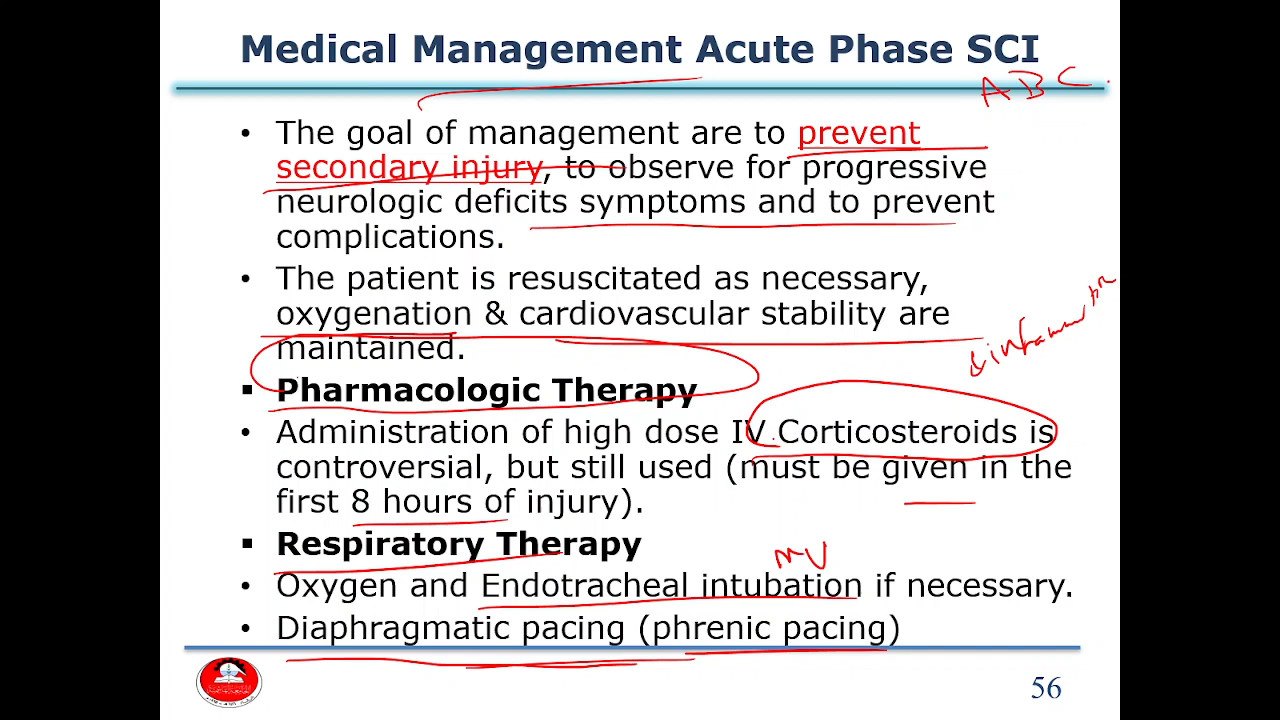 Medical Management Acute Phase SCI
ABC
• The goal of management are to prevent
secondary injury, to observe for progressive
neurologic deficits symptoms and to prevent
complications.
• The patient is resuscitated as necessary,
oxygenation & cardiovascular stability are
maintained.
▪ Pharmacologic Therapy
• Administration of high dose IV Corticosteroids is
controversial, but still used (must be given in the
first 8 hours of injury).
▪ Respiratory Therapy
MV
• Oxygen and Endotracheal intubation if necessary.
• Diaphragmatic pacing (phrenic pacing)
56